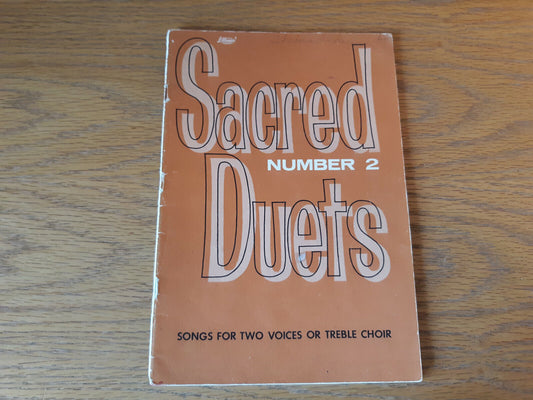 Sacred
NUMBER 2
Duets
SONGS FOR TWO VOICES OR TREBLE CHOIR